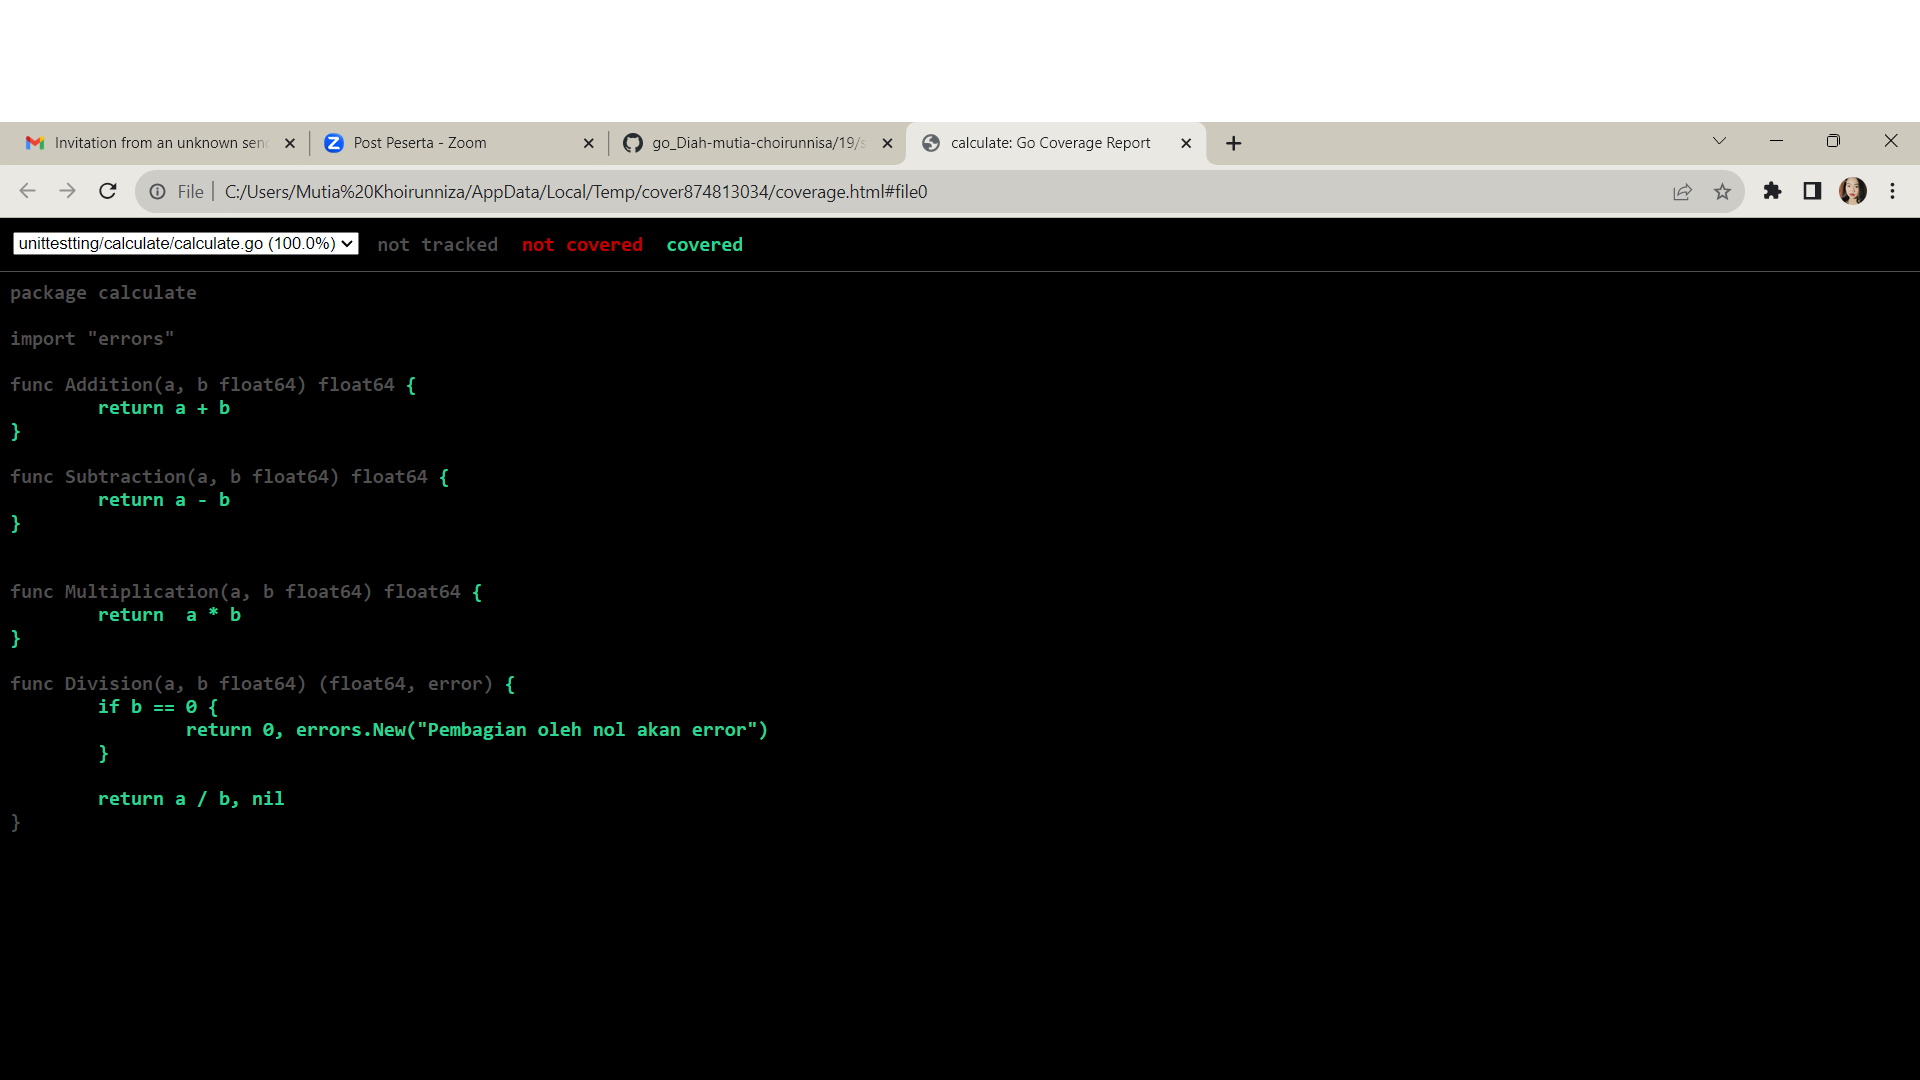 Invitation from an unknown sen
Post Peserta - Zoom
go_Diah-mutia-choirunnisa/19/s
calculate: Go Coverage Report
File | C:/Users/Mutia%20Khoirunniza/AppData/Local/Temp/cover874813034/coverage.html#file0
unittestting/calculate/calculate.go (100.0%) not tracked not covered covered
package calculate
import "errors"
func Addition(a, b float64) float64 {
return a + b
}
func Subtraction(a, b float64) float64 {
return a - b
}
func Multiplication(a, b float64) float64 {
return  a * b
}
func Division(a, b float64) (float64, error) {
if b == 0 {
return 0, errors.New("Pembagian oleh nol akan error")
}
return a / b, nil
}